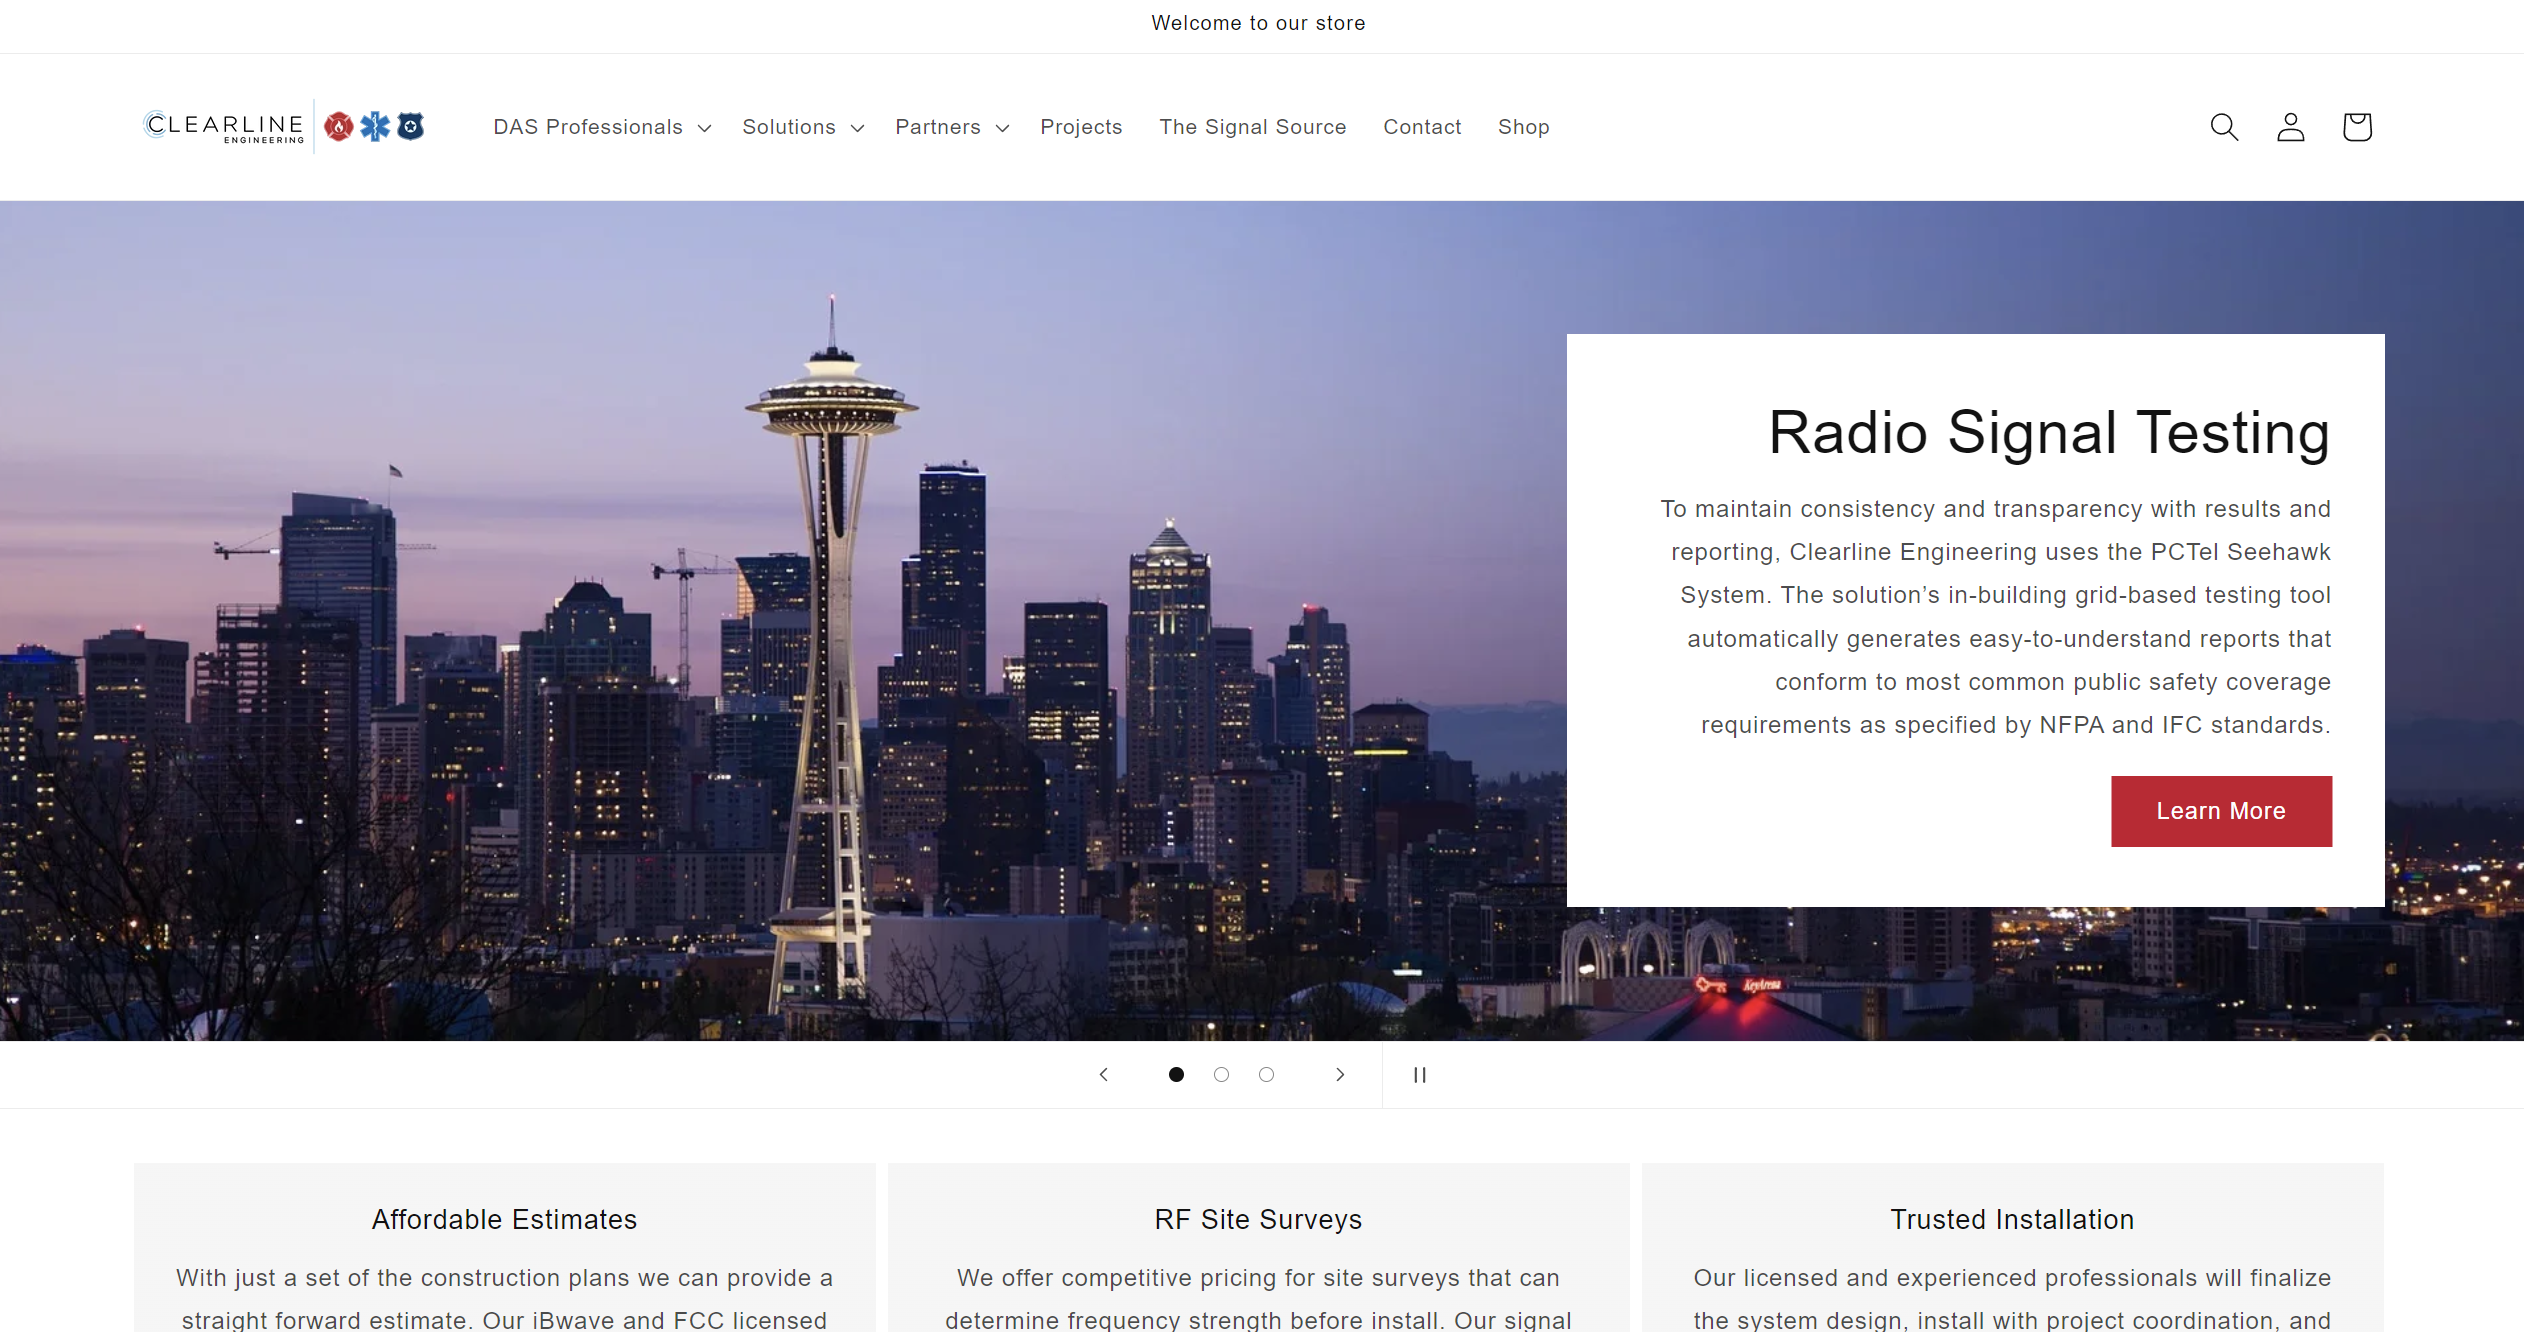 Welcome to our store
CLEARLINE
ENGINEERING
DAS Professionals
Solutions
Partners
Projects
The Signal Source
Contact
Shop
Radio Signal Testing
To maintain consistency and transparency with results and
reporting, Clearline Engineering uses the PCTel Seehawk
System. The solution’s in-building grid-based testing tool
automatically generates easy-to-understand reports that
conform to most common public safety coverage
requirements as specified by NFPA and IFC standards.
Learn More
KeyArena
Affordable Estimates
With just a set of the construction plans we can provide a
straight forward estimate. Our iBwave and FCC licensed
RF Site Surveys
We offer competitive pricing for site surveys that can
determine frequency strength before install. Our signal
Trusted Installation
Our licensed and experienced professionals will finalize
the system design, install with project coordination, and